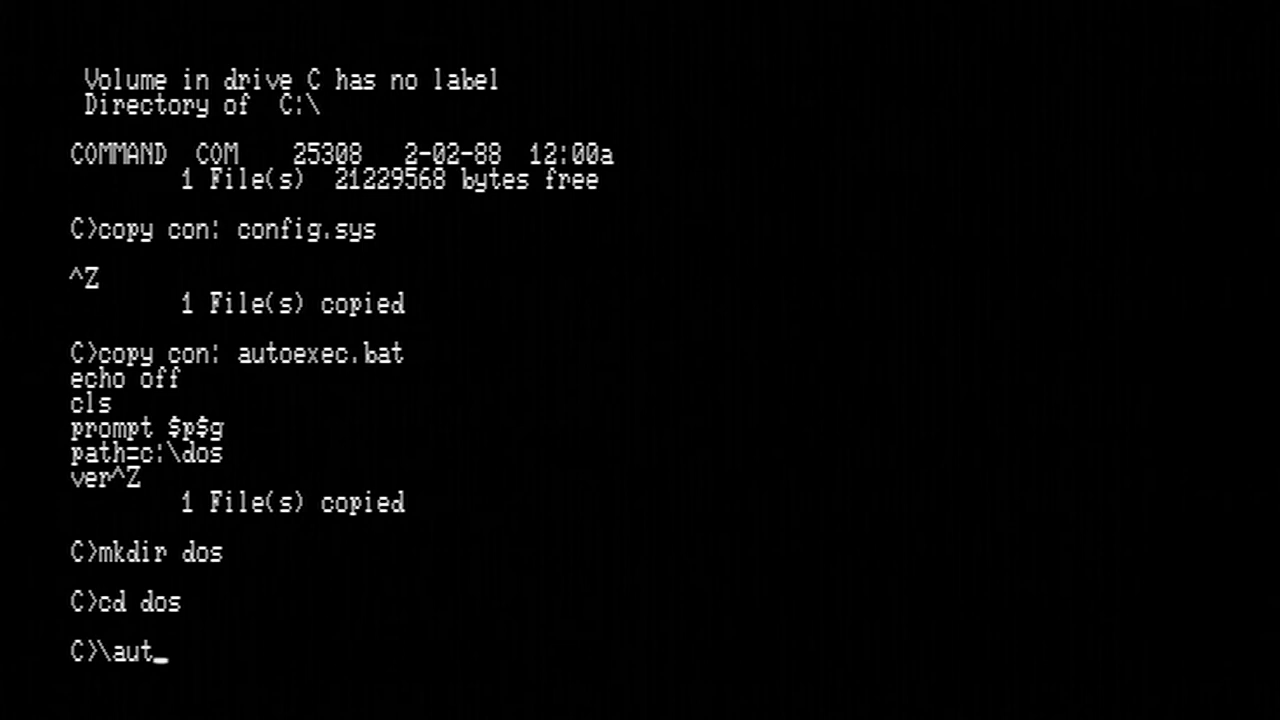 Volume in drive C has no label
Directory of  C:\
COMMAND  COM    25308   2-02-88  12:00a
1 File(s)  21229568 bytes free
C>copy con: config.sys
^Z
1 File(s) copied
C>copy con: autoexec.bat
echo off
cls
prompt $p$g
path=c:\dos
ver^Z
1 File(s) copied
C>mkdir dos
C>cd dos
C>\aut_